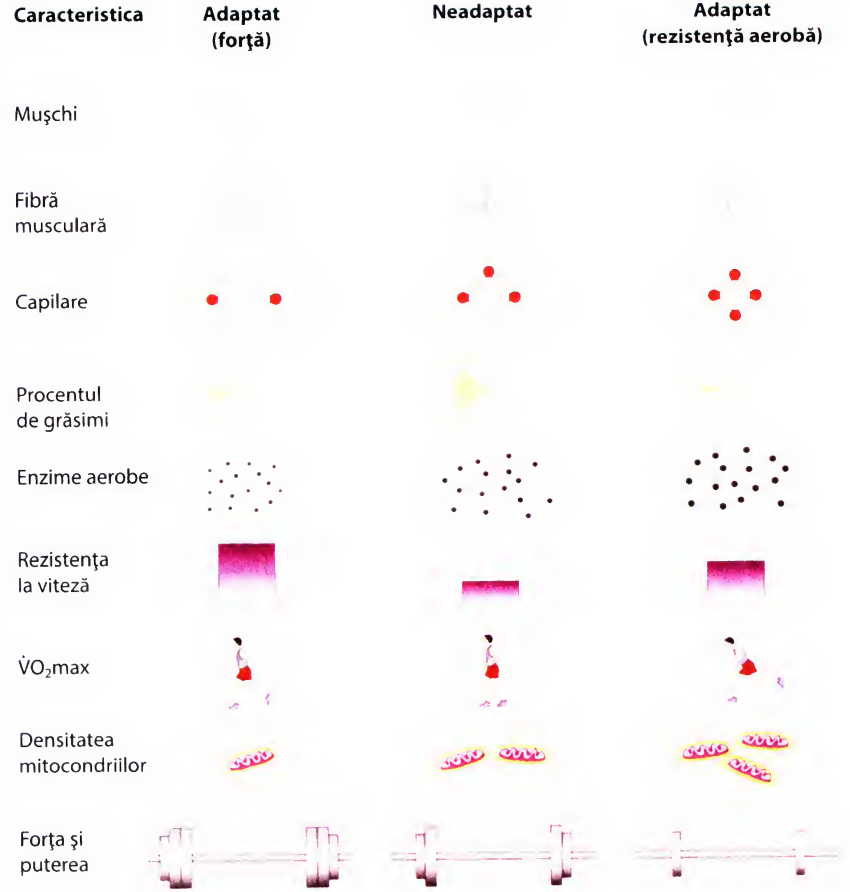 Caracteristica Adaptat Neadaptat Adaptat
(forţă) (rezistenţă aerobă)
Muşchi
Fibră
musculară
Capilare
Procentul
de grăsimi
Enzime aerobe
Rezistenţa
la viteză
V̇O₂max
Densitatea
mitocondriilor
Forţa şi
puterea